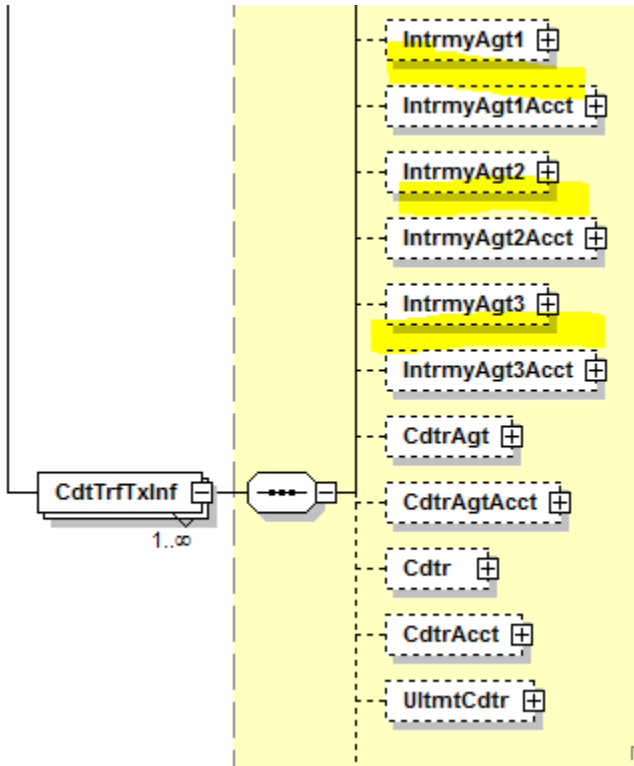 IntrmyAgt1
IntrmyAgt1Acct
IntrmyAgt2
IntrmyAgt2Acct
IntrmyAgt3
IntrmyAgt3Acct
CdtrAgt
CdtTrfTxInf
1..∞
CdtrAgtAcct
Cdtr
CdtrAcct
UltmtCdtr